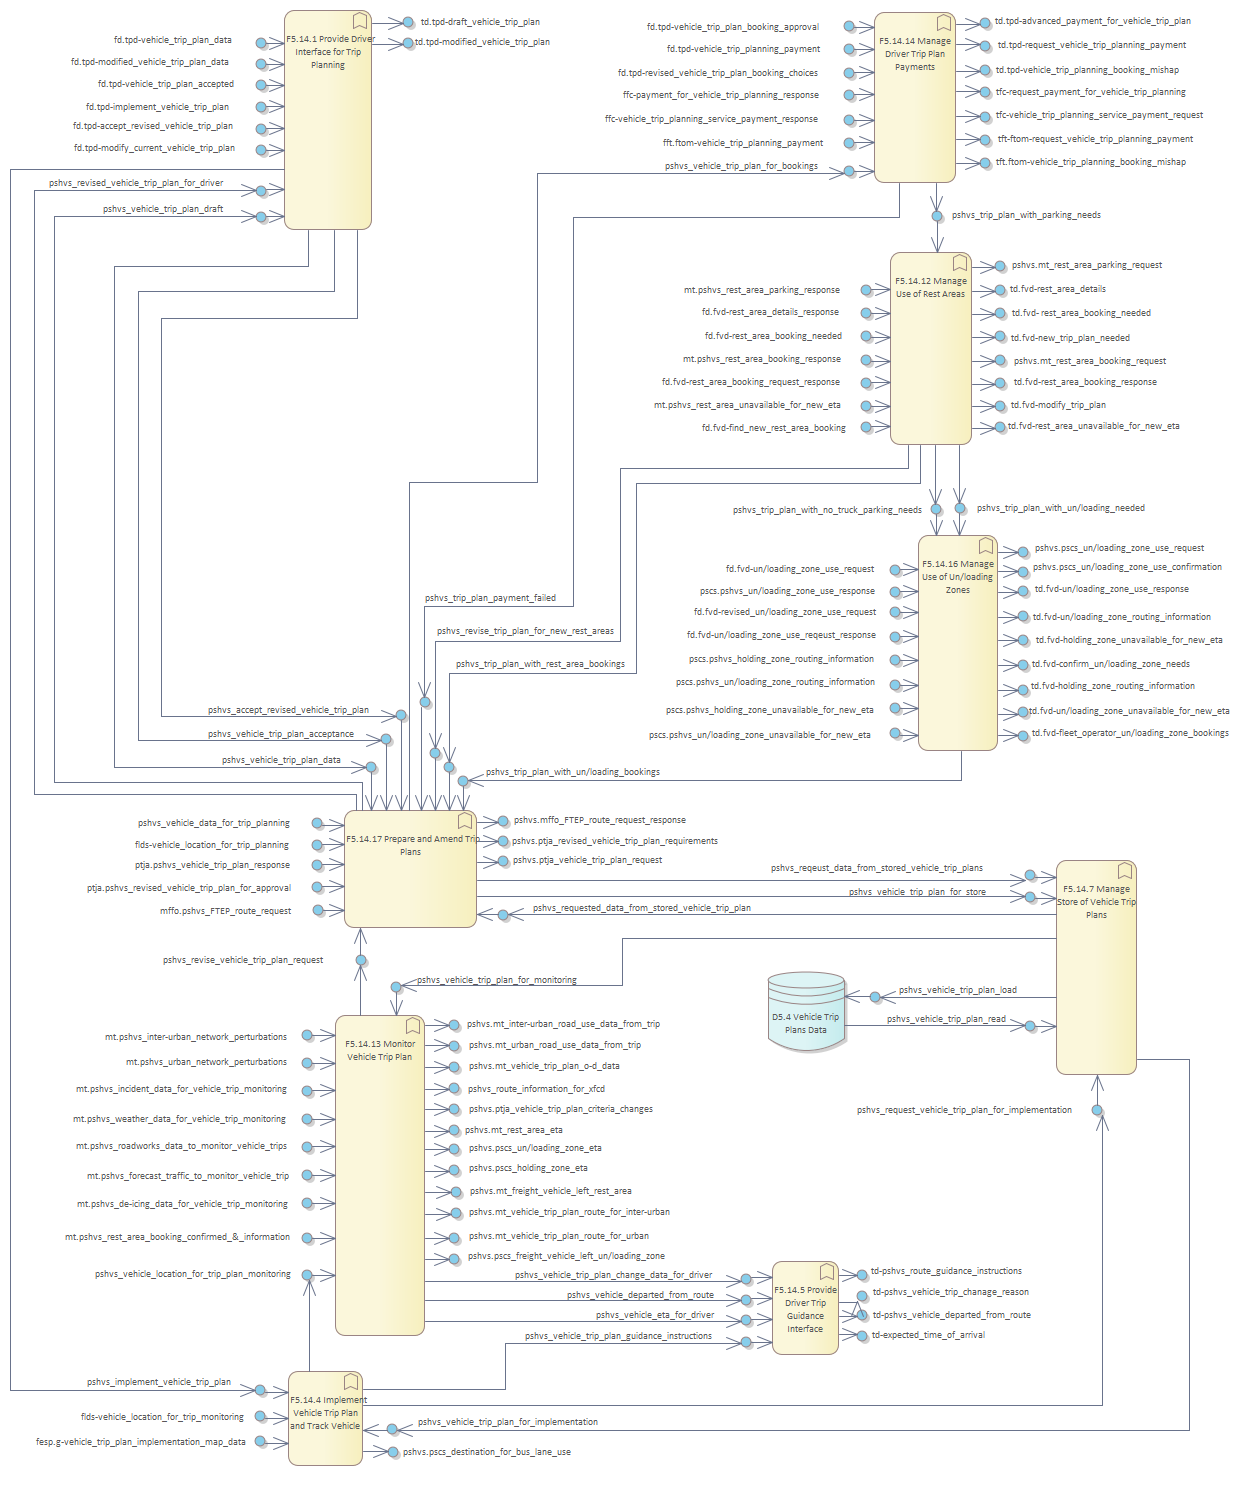 F5.14.1 Provide Driver
Interface for Trip
Planning
fd.tpd-vehicle_trip_plan_data
fd.tpd-modified_vehicle_trip_plan_data
fd.tpd-vehicle_trip_plan_accepted
fd.tpd-implement_vehicle_trip_plan
fd.tpd-accept_revised_vehicle_trip_plan
fd.tpd-modify_current_vehicle_trip_plan
pshvs_revised_vehicle_trip_plan_for_driver
pshvs_vehicle_trip_plan_draft
td.tpd-draft_vehicle_trip_plan
td.tpd-modified_vehicle_trip_plan
F5.14.14 Manage
Driver Trip Plan
Payments
fd.tpd-vehicle_trip_plan_booking_approval
fd.tpd-vehicle_trip_planning_payment
fd.tpd-revised_vehicle_trip_plan_booking_choices
ffc-payment_for_vehicle_trip_planning_response
ffc-vehicle_trip_planning_service_payment_response
fft.ftom-vehicle_trip_planning_payment
pshvs_vehicle_trip_plan_for_bookings
td.tpd-advanced_payment_for_vehicle_trip_plan
td.tpd-request_vehicle_trip_planning_payment
td.tpd-vehicle_trip_planning_booking_mishap
tfc-request_payment_for_vehicle_trip_planning
tfc-vehicle_trip_planning_service_payment_request
tft-ftom-request_vehicle_trip_planning_payment
tft.ftom-vehicle_trip_planning_booking_mishap
pshvs_trip_plan_with_parking_needs
F5.14.12 Manage
Use of Rest Areas
mt.pshvs_rest_area_parking_response
fd.fvd-rest_area_details_response
fd.fvd-rest_area_booking_needed
mt.pshvs_rest_area_booking_response
fd.fvd-rest_area_booking_request_response
mt.pshvs_rest_area_unavailable_for_new_eta
fd.fvd-find_new_rest_area_booking
pshvs.mt_rest_area_parking_request
td.fvd-rest_area_details
td.fvd- rest_area_booking_needed
td.fvd-new_trip_plan_needed
pshvs.mt_rest_area_booking_request
td.fvd-rest_area_booking_response
td.fvd-modify_trip_plan
td.fvd-rest_area_unavailable_for_new_eta
pshvs_trip_plan_with_no_truck_parking_needs
pshvs_trip_plan_with_un/loading_needed
F5.14.16 Manage
Use of Un/loading
Zones
fd.fvd-un/loading_zone_use_request
pscs.pshvs_un/loading_zone_use_response
fd.fvd-revised_un/loading_zone_use_request
fd.fvd-un/loading_zone_use_reqeust_response
pscs.pshvs_holding_zone_routing_information
pscs.pshvs_un/loading_zone_routing_information
pscs.pshvs_holding_zone_unavailable_for_new_eta
pscs.pshvs_un/loading_zone_unavailable_for_new_eta
pshvs.pscs_un/loading_zone_use_request
pshvs.pscs_un/loading_zone_use_confirmation
td.fvd-un/loading_zone_use_response
td.fvd-un/loading_zone_routing_information
td.fvd-holding_zone_unavailable_for_new_eta
td.fvd-confirm_un/loading_zone_needs
td.fvd-holding_zone_routing_information
td.fvd-un/loading_zone_unavailable_for_new_eta
td.fvd-fleet_operator_un/loading_zone_bookings
pshvs_trip_plan_payment_failed
pshvs_revise_trip_plan_for_new_rest_areas
pshvs_trip_plan_with_rest_area_bookings
pshvs_accept_revised_vehicle_trip_plan
pshvs_vehicle_trip_plan_acceptance
pshvs_vehicle_trip_plan_data
pshvs_trip_plan_with_un/loading_bookings
F5.14.17 Prepare and Amend Trip
Plans
pshvs_vehicle_data_for_trip_planning
flds-vehicle_location_for_trip_planning
ptja.pshvs_vehicle_trip_plan_response
ptja.pshvs_revised_vehicle_trip_plan_for_approval
mffo.pshvs_FTEP_route_request
pshvs.mffo_FTEP_route_request_response
pshvs.ptja_revised_vehicle_trip_plan_requirements
pshvs.ptja_vehicle_trip_plan_request
pshvs_reqeust_data_from_stored_vehicle_trip_plans
pshvs_vehicle_trip_plan_for_store
pshvs_requested_data_from_stored_vehicle_trip_plan
F5.14.7 Manage
Store of Vehicle Trip
Plans
pshvs_revise_vehicle_trip_plan_request
pshvs_vehicle_trip_plan_for_monitoring
D5.4 Vehicle Trip
Plans Data
pshvs_vehicle_trip_plan_load
pshvs_vehicle_trip_plan_read
pshvs_request_vehicle_trip_plan_for_implementation
F5.14.13 Monitor
Vehicle Trip Plan
mt.pshvs_inter-urban_network_perturbations
mt.pshvs_urban_network_perturbations
mt.pshvs_incident_data_for_vehicle_trip_monitoring
mt.pshvs_weather_data_for_vehicle_trip_monitoring
mt.pshvs_roadworks_data_to_monitor_vehicle_trips
mt.pshvs_forecast_traffic_to_monitor_vehicle_trip
mt.pshvs_de-icing_data_for_vehicle_trip_monitoring
mt.pshvs_rest_area_booking_confirmed_&_information
pshvs_vehicle_location_for_trip_plan_monitoring
pshvs.mt_inter-urban_road_use_data_from_trip
pshvs.mt_urban_road_use_data_from_trip
pshvs.mt_vehicle_trip_plan_o-d_data
pshvs_route_information_for_xfcd
pshvs.ptja_vehicle_trip_plan_criteria_changes
pshvs.mt_rest_area_eta
pshvs.pscs_un/loading_zone_eta
pshvs.pscs_holding_zone_eta
pshvs.mt_freight_vehicle_left_rest_area
pshvs.mt_vehicle_trip_plan_route_for_inter-urban
pshvs.mt_vehicle_trip_plan_route_for_urban
pshvs.pscs_freight_vehicle_left_un/loading_zone
pshvs_vehicle_trip_plan_change_data_for_driver
pshvs_vehicle_departed_from_route
pshvs_vehicle_eta_for_driver
pshvs_vehicle_trip_plan_guidance_instructions
F5.14.5 Provide
Driver Trip
Guidance
Interface
td-pshvs_route_guidance_instructions
td-pshvs_vehicle_trip_chanage_reason
td-pshvs_vehicle_departed_from_route
td-expected_time_of_arrival
F5.14.4 Implement
Vehicle Trip Plan
and Track Vehicle
pshvs_implement_vehicle_trip_plan
flds-vehicle_location_for_trip_monitoring
fesp.g-vehicle_trip_plan_implementation_map_data
pshvs_vehicle_trip_plan_for_implementation
pshvs.pscs_destination_for_bus_lane_use